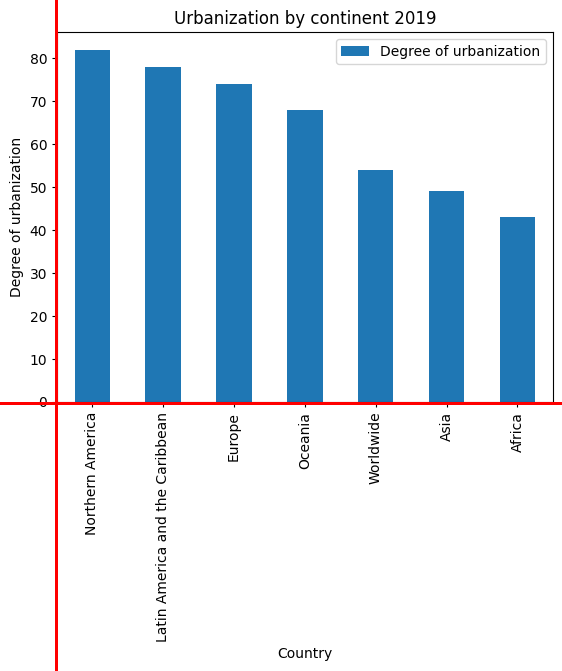 Urbanization by continent 2019
Degree of urbanization
Degree of urbanization
80
70
60
50
40
30
20
10
0
Northern America
Latin America and the Caribbean
Europe
Oceania
Worldwide
Asia
Africa
Country